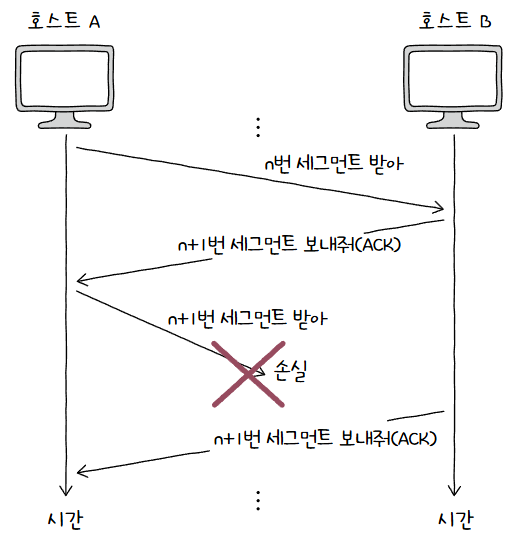 호스트 A
호스트 B
n번 세그먼트 받아
n+1번 세그먼트 보내줘(ACK)
n+1번 세그먼트 받아
손실
n+1번 세그먼트 보내줘(ACK)
시간
시간